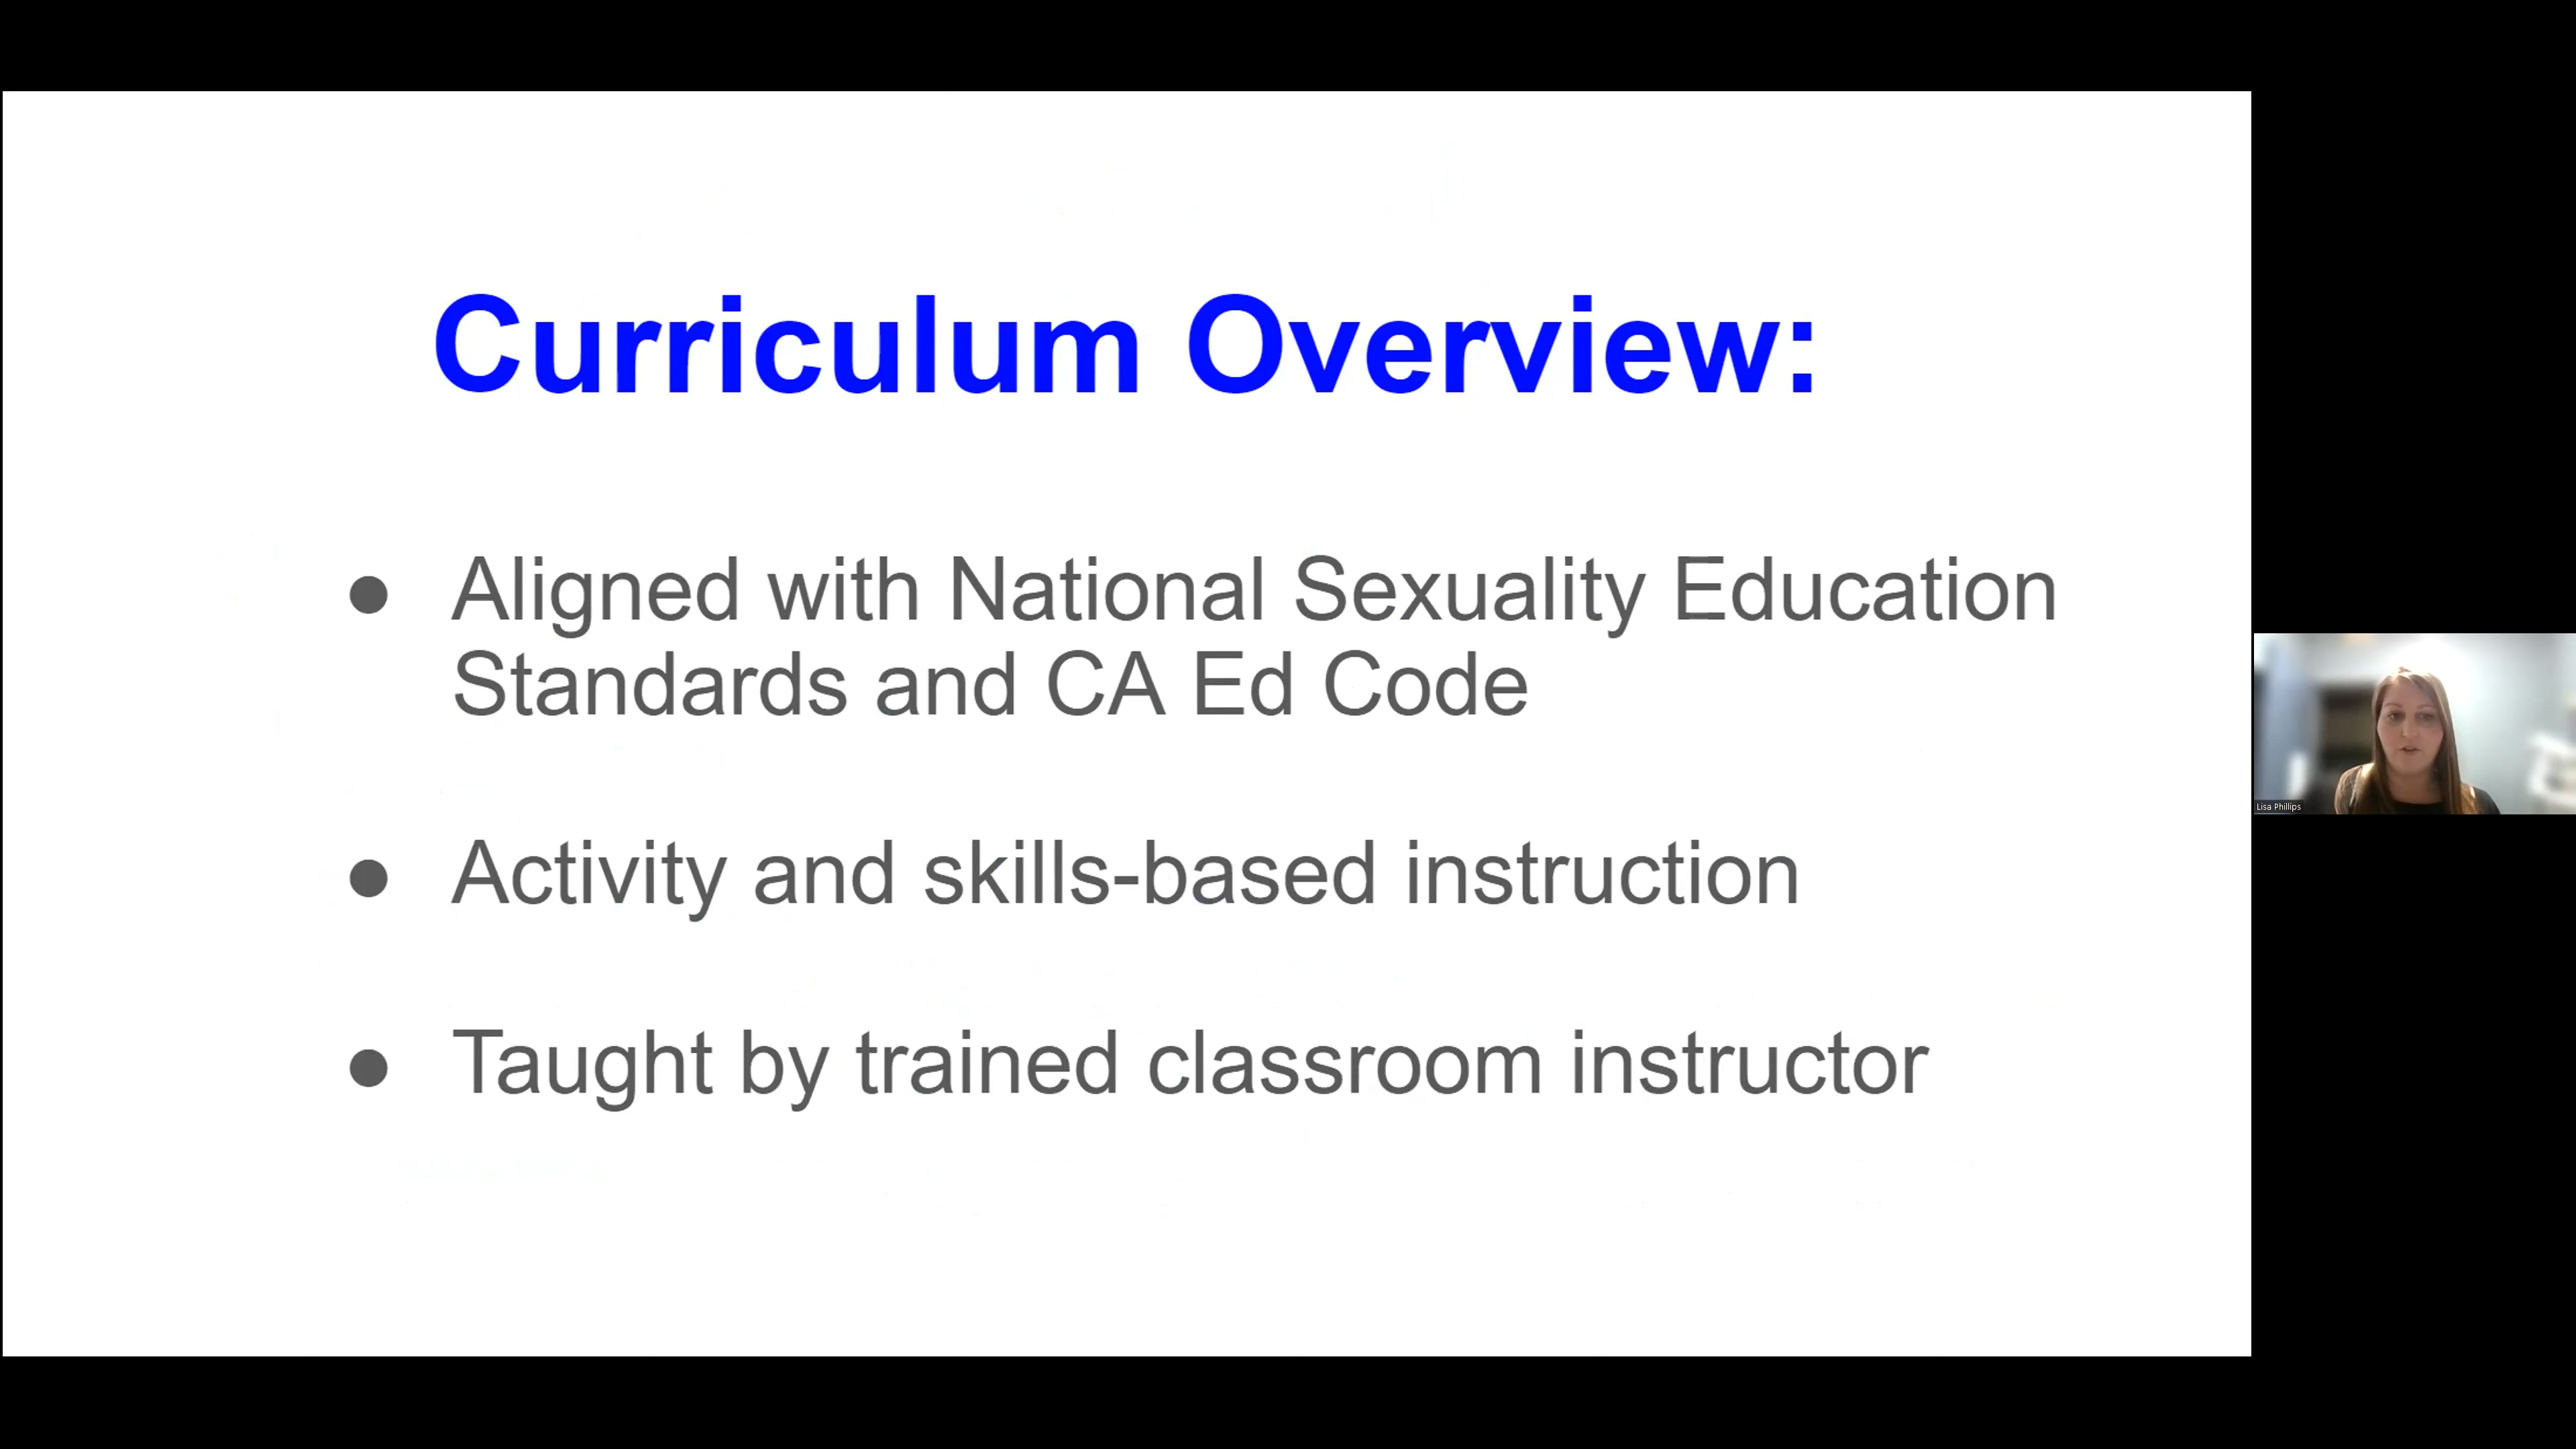 Curriculum Overview:
● Aligned with National Sexuality Education
Standards and CA Ed Code
● Activity and skills-based instruction
● Taught by trained classroom instructor
Lisa Phillips